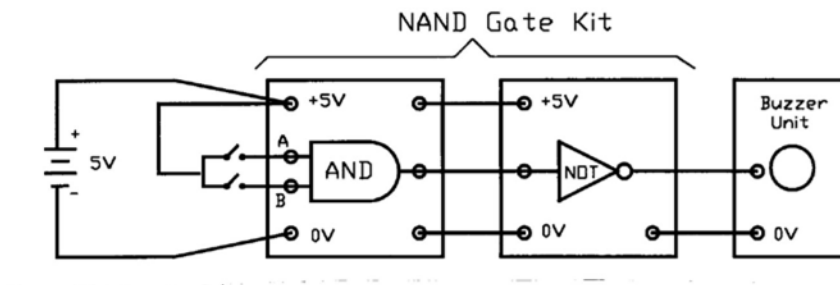 NAND Gate Kit
+5V
+5V
Buzzer
Unit
+
5V
-
A
AND
NOT
B
0V
0V
0V